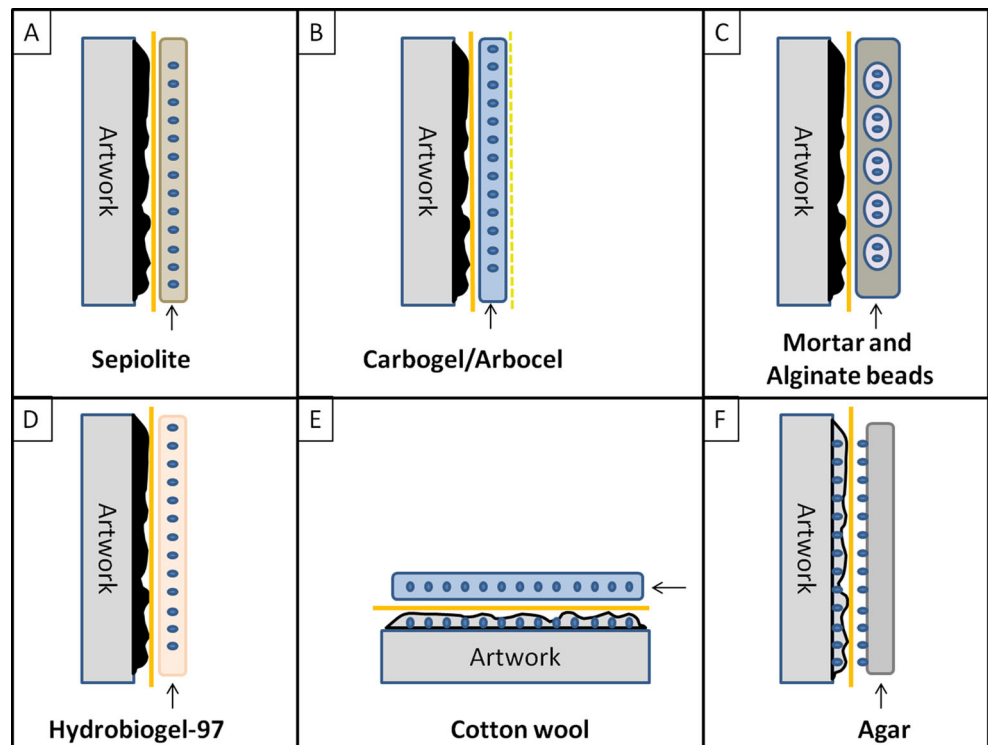 A
Artwork
Sepiolite
B
Artwork
Carbogel/Arbocel
C
Artwork
Mortar and
Alginate beads
D
Artwork
Hydrobiogel-97
E
Artwork
Cotton wool
F
Artwork
Agar